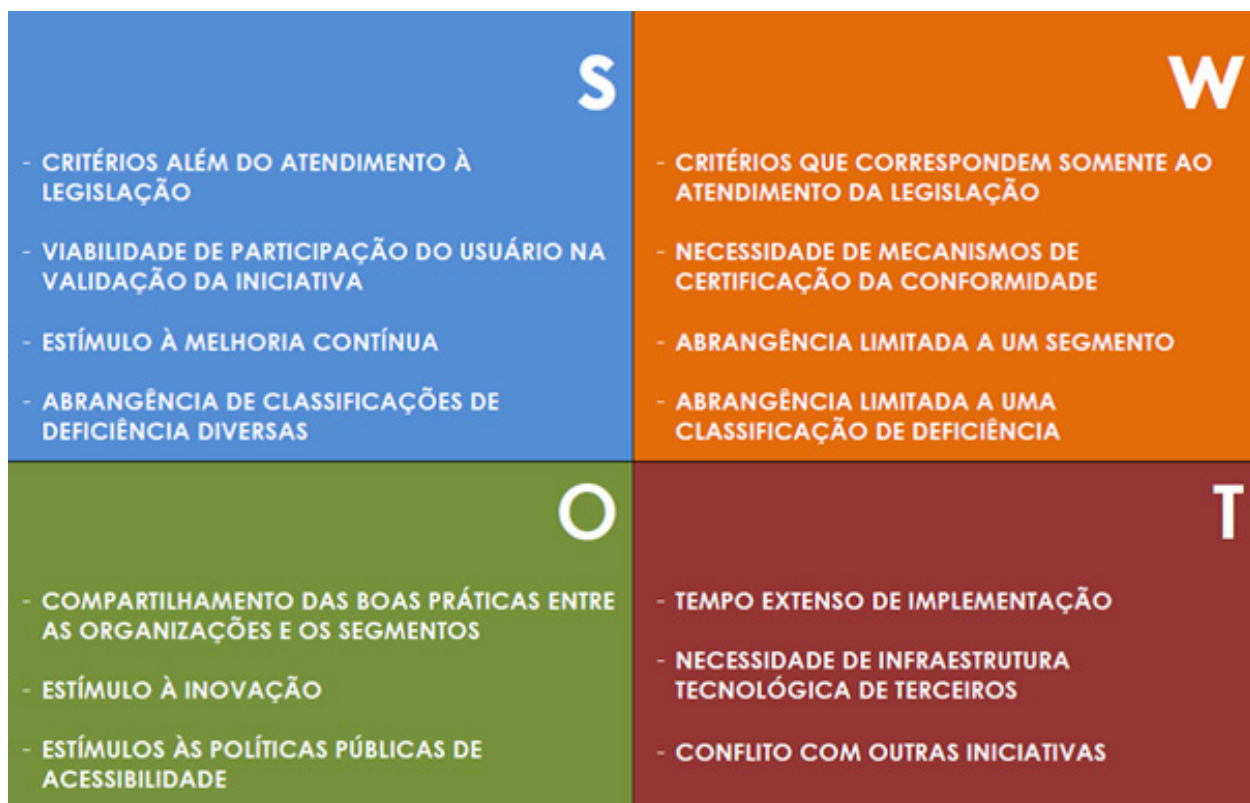 S
- CRITÉRIOS ALÉM DO ATENDIMENTO À
LEGISLAÇÃO
- VIABILIDADE DE PARTICIPAÇÃO DO USUÁRIO NA
VALIDAÇÃO DA INICIATIVA
- ESTÍMULO À MELHORIA CONTÍNUA
- ABRANGÊNCIA DE CLASSIFICAÇÕES DE
DEFICIÊNCIA DIVERSAS
W
- CRITÉRIOS QUE CORRESPONDEM SOMENTE AO
ATENDIMENTO DA LEGISLAÇÃO
- NECESSIDADE DE MECANISMOS DE
CERTIFICAÇÃO DA CONFORMIDADE
- ABRANGÊNCIA LIMITADA A UM SEGMENTO
- ABRANGÊNCIA LIMITADA A UMA
CLASSIFICAÇÃO DE DEFICIÊNCIA
O
- COMPARTILHAMENTO DAS BOAS PRÁTICAS ENTRE
AS ORGANIZAÇÕES E OS SEGMENTOS
- ESTÍMULO À INOVAÇÃO
- ESTÍMULOS ÀS POLÍTICAS PÚBLICAS DE
ACESSIBILIDADE
T
- TEMPO EXTENSO DE IMPLEMENTAÇÃO
- NECESSIDADE DE INFRAESTRUTURA
TECNOLÓGICA DE TERCEIROS
- CONFLITO COM OUTRAS INICIATIVAS